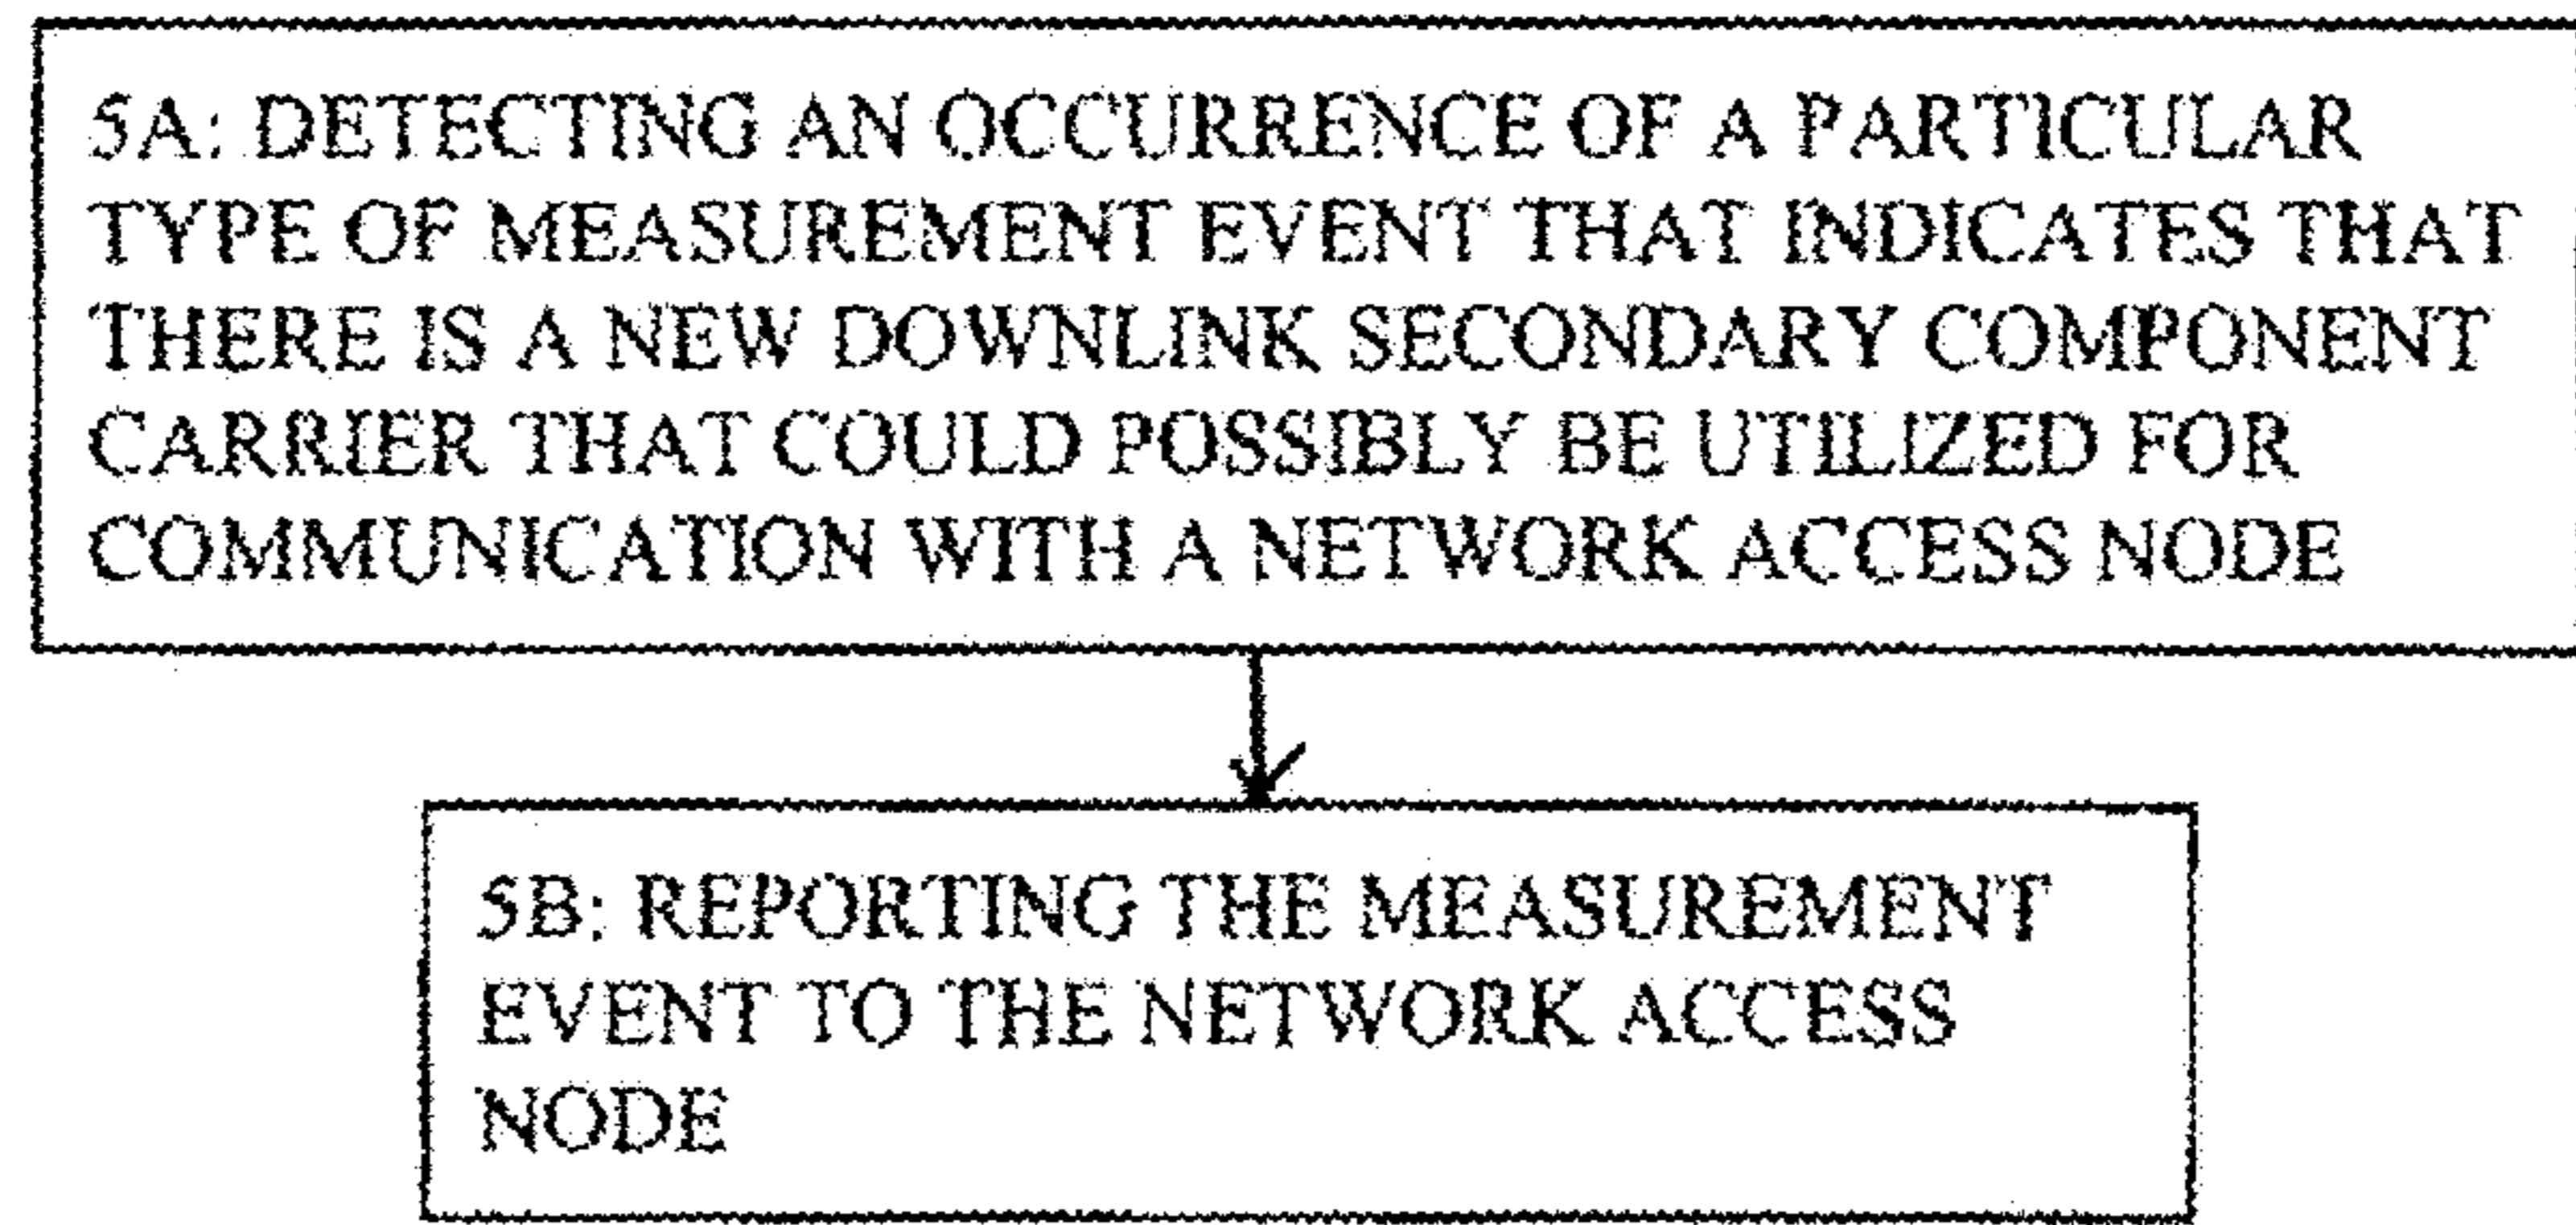 5A: DETECTING AN OCCURRENCE OF A PARTICULAR
TYPE OF MEASUREMENT EVENT THAT INDICATES THAT
THERE IS A NEW DOWNLINK SECONDARY COMPONENT
CARRIER THAT COULD POSSIBLY BE UTILIZED FOR
COMMUNICATION WITH A NETWORK ACCESS NODE
5B: REPORTING THE MEASUREMENT
EVENT TO THE NETWORK ACCESS
NODE